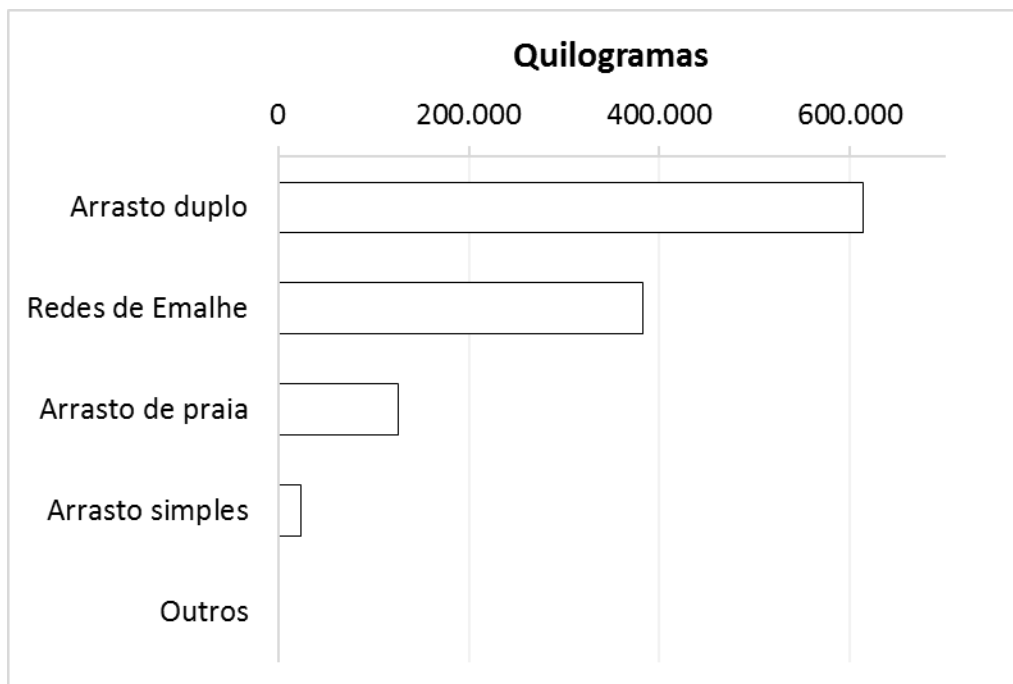 Quilogramas
0 200.000 400.000 600.000
Arrasto duplo
Redes de Emalhe
Arrasto de praia
Arrasto simples
Outros